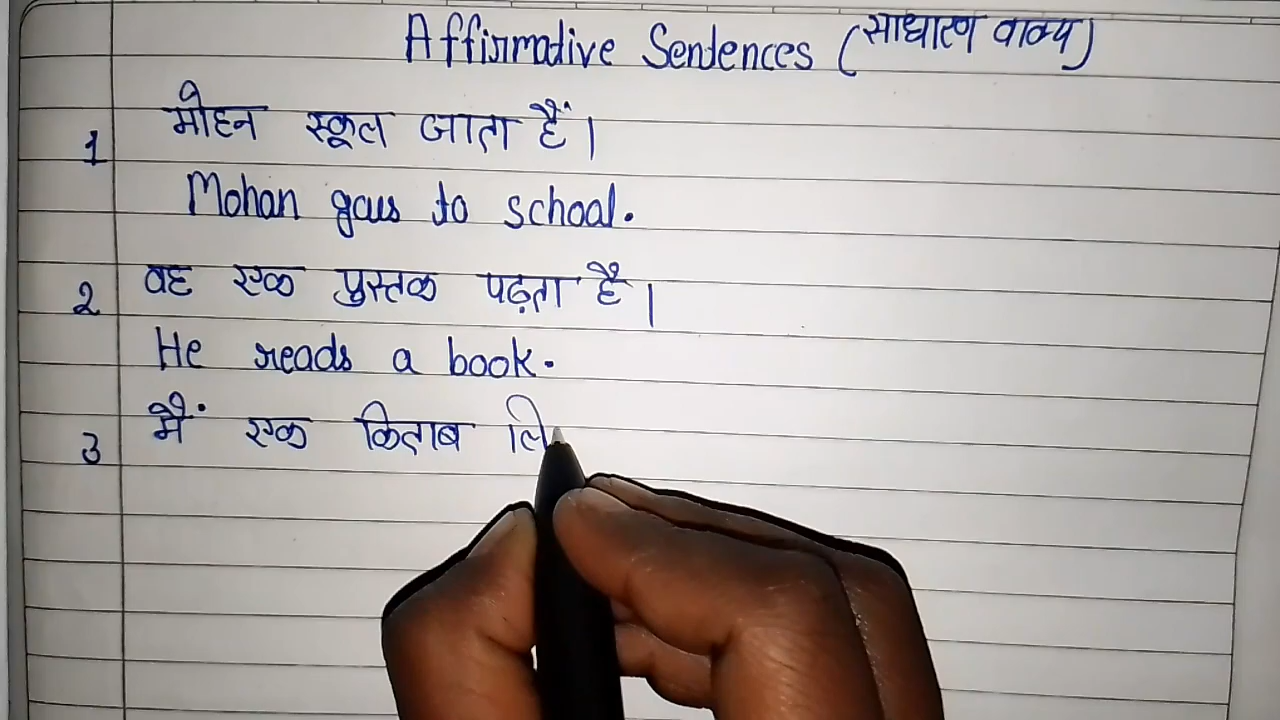 Affirmative Sentences (साधारण वाक्य)
1 मोहन स्कूल जाता हैं।
Mohan goes to school.
2 वह एक पुस्तक पढ़ता है।
He reads a book.
3 मैं एक किताब लि